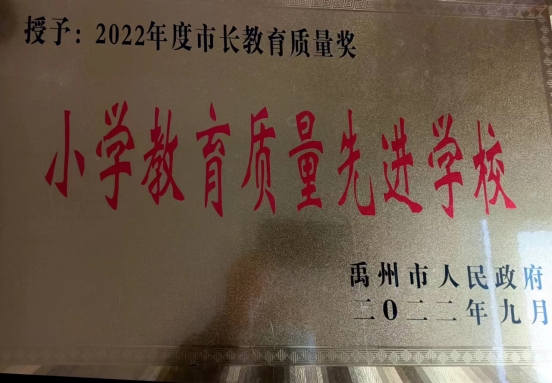 授予：2022年度市长教育质量奖
小学教育质量先进学校
禹州市人民政府
二〇二二年九月